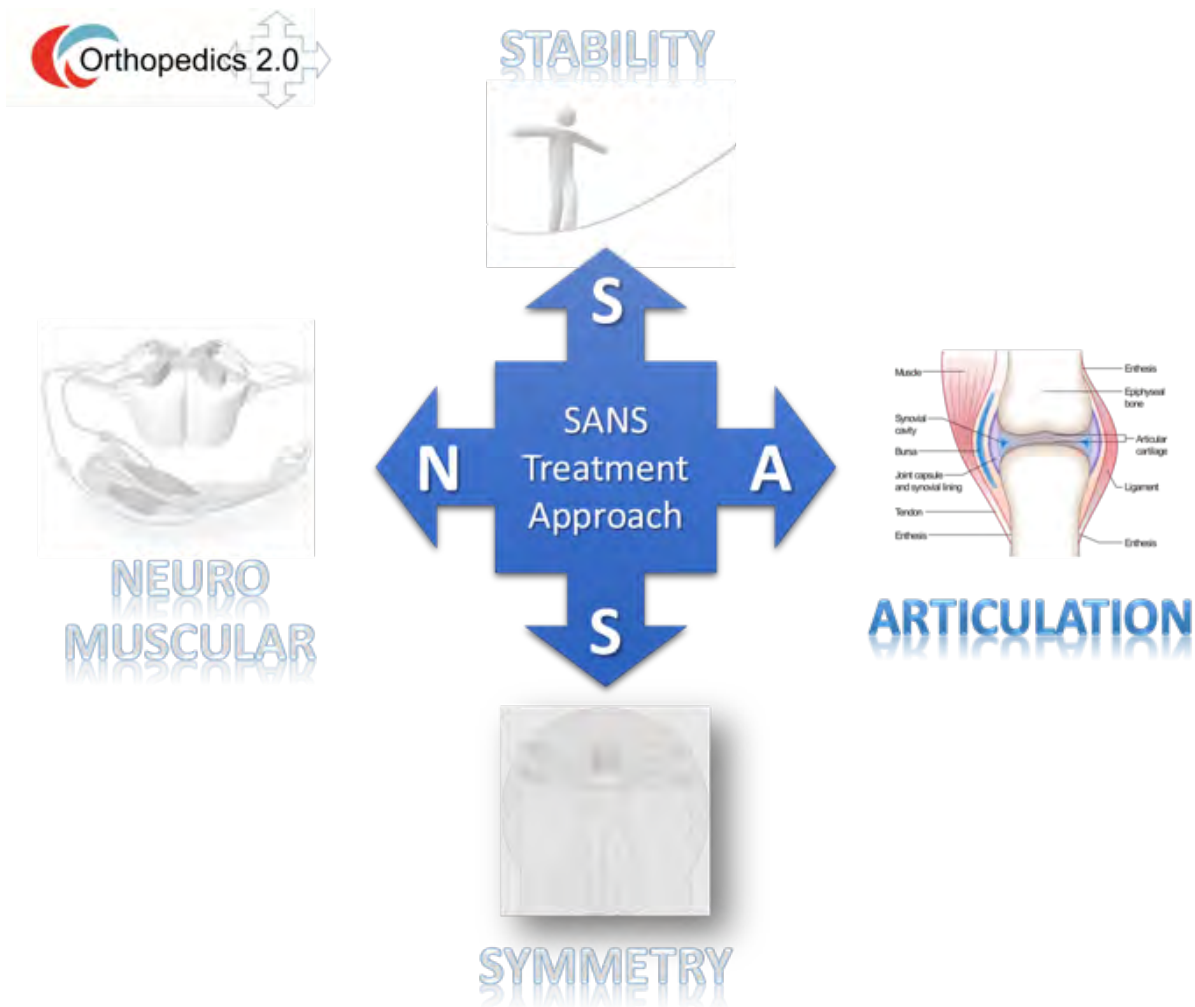 Orthopedics 2.0
STABILITY
S
N
SANS
Treatment
Approach
A
S
NEURO
MUSCULAR
Muscle
Synovial
cavity
Bursa
Joint capsule
and synovial lining
Tendon
Enthesis
Enthesis
Epiphyseal
bone
Articular
cartilage
Ligament
Enthesis
ARTICULATION
SYMMETRY